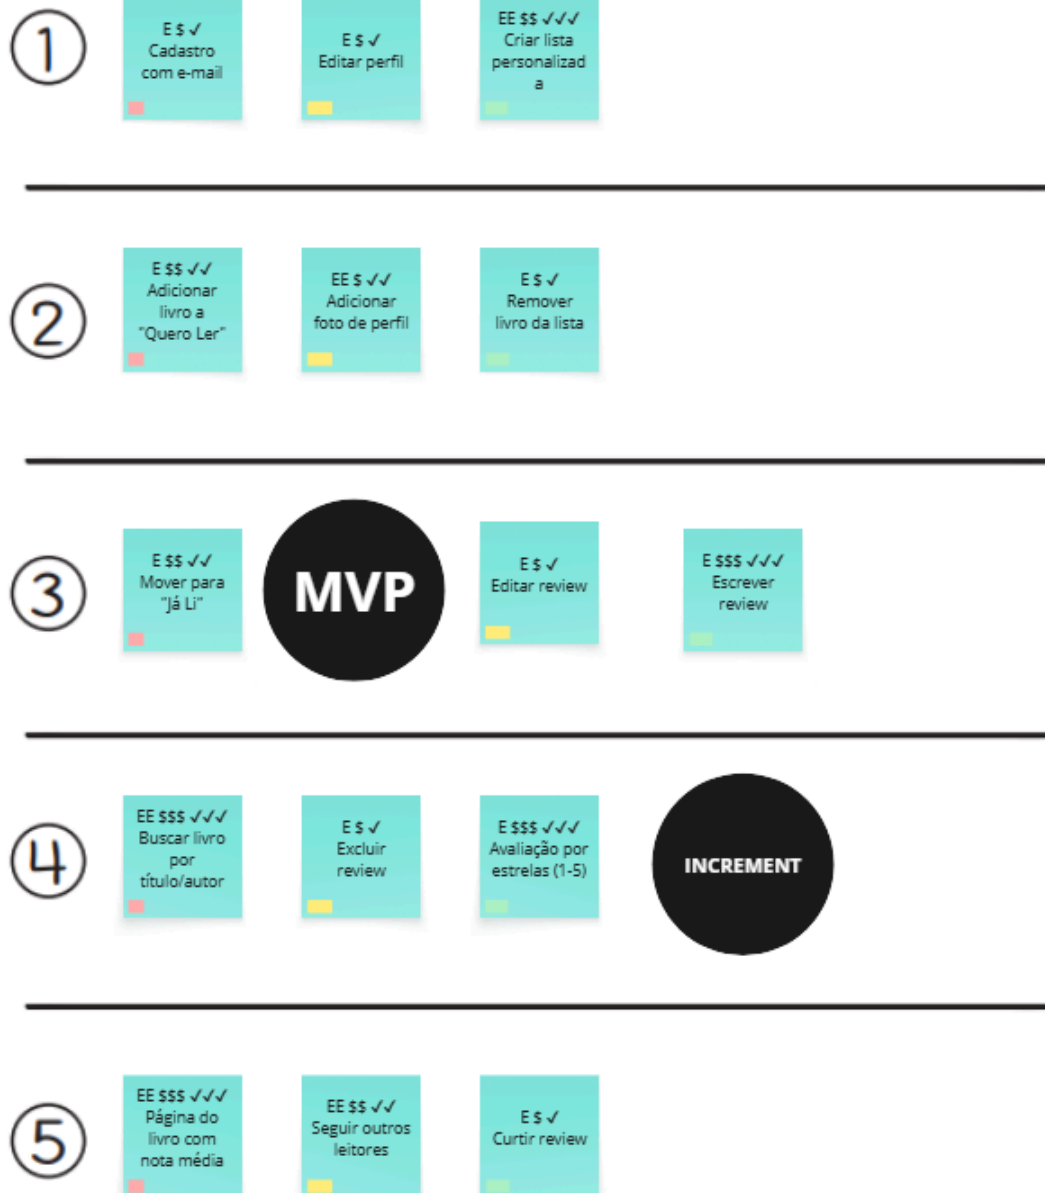 1
E $ ✓
Cadastro
com e-mail
E $ ✓
Editar perfil
EE $$ ✓✓✓
Criar lista
personalizad
a
2
E $$ ✓✓
Adicionar
livro a
"Quero Ler"
EE $ ✓✓
Adicionar
foto de perfil
E $ ✓
Remover
livro da lista
3
E $$ ✓✓
Mover para
"Já Li"
MVP
E $ ✓
Editar review
E $$$ ✓✓✓
Escrever
review
4
EE $$$ ✓✓✓
Buscar livro
por
título/autor
E $ ✓
Excluir
review
E $$$ ✓✓✓
Avaliação por
estrelas (1-5)
INCREMENT
5
EE $$$ ✓✓✓
Página do
livro com
nota média
EE $$ ✓✓
Seguir outros
leitores
E $ ✓
Curtir review